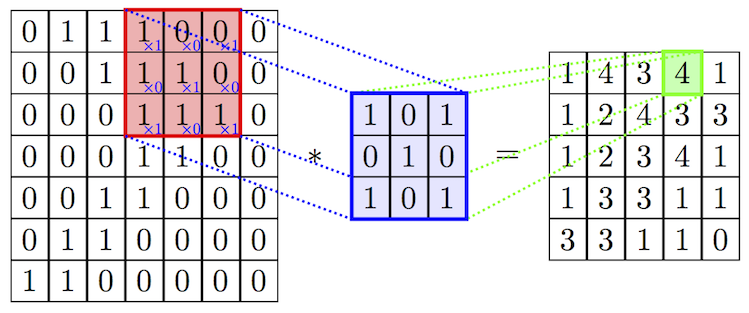 0 1 1 1×1 0×0 0×1 0
0 0 1 1×0 1×1 0×0 0
0 0 0 1×1 1×0 1×1 0
0 0 0 1 1 0 0
0 0 1 1 0 0 0
0 1 1 0 0 0 0
1 1 0 0 0 0 0
*
1 0 1
0 1 0
1 0 1
=
1 4 3 4 1
1 2 4 3 3
1 2 3 4 1
1 3 3 1 1
3 3 1 1 0